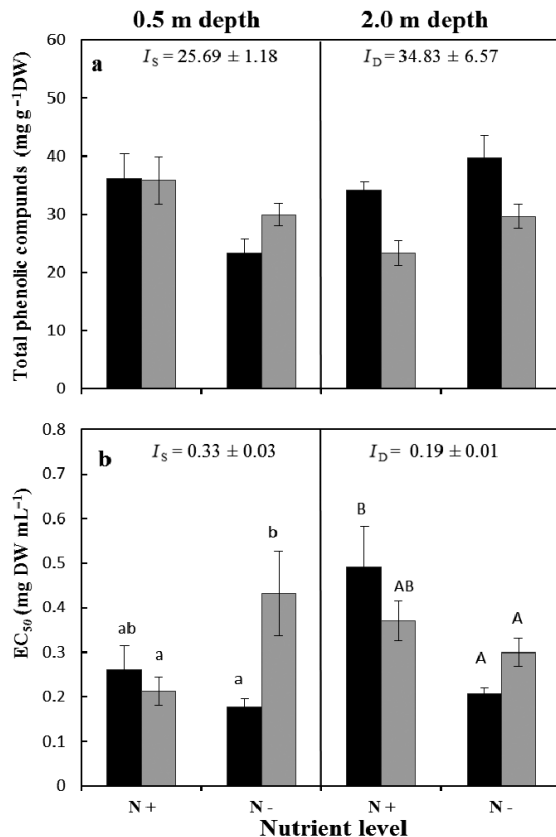 0.5 m depth 2.0 m depth
Total phenolic compunds (mg g⁻¹DW)
60
50
40
30
20
10
0
a
I_S = 25.69 ± 1.18
I_D = 34.83 ± 6.57
EC₅₀ (mg DW mL⁻¹)
0.8
0.7
0.6
0.5
0.4
0.3
0.2
0.1
0
b
I_S = 0.33 ± 0.03
I_D = 0.19 ± 0.01
ab
a
a
b
B
AB
A
A
N + N - N + N -
Nutrient level